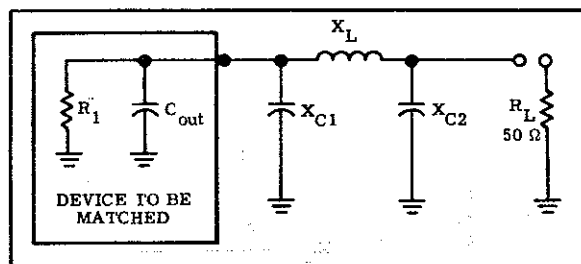 X_L
R_1
C_out
X_C1
X_C2
R_L
50 Ω
DEVICE TO BE
MATCHED